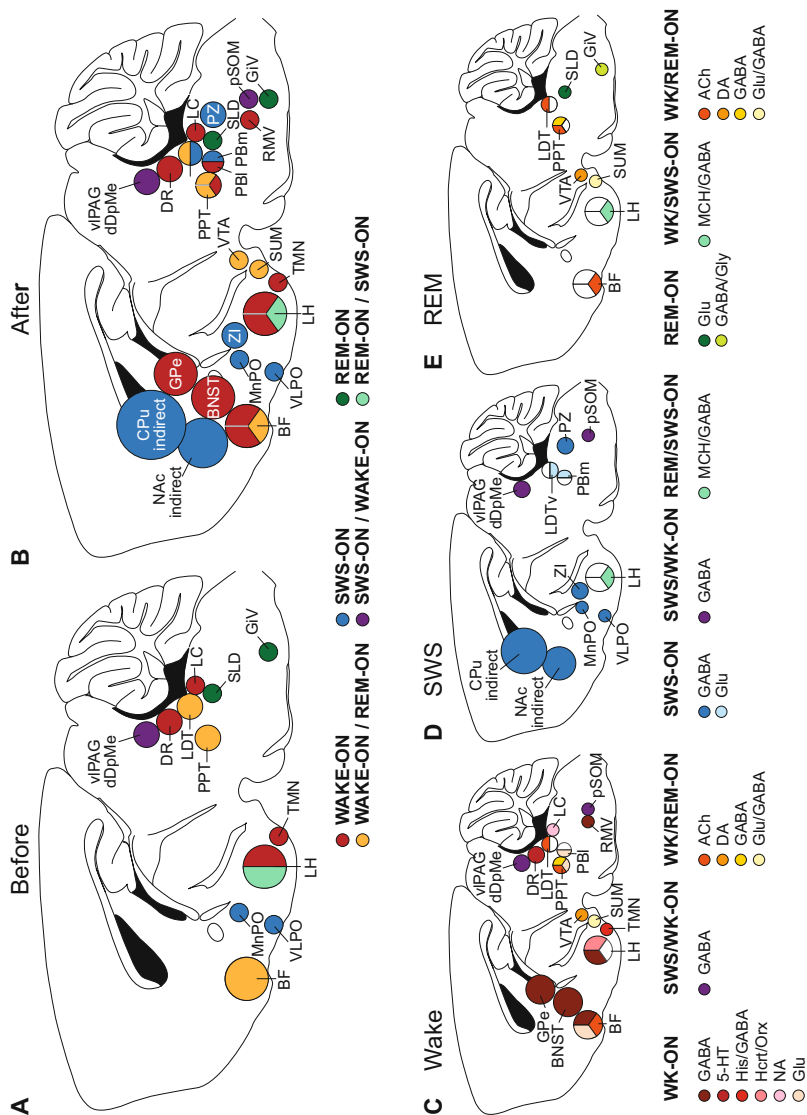 A
Before
vlPAG
dDpMe
DR
LDT
PPT
LC
SLD
GiV
MnPO
VLPO
BF
LH
TMN
B
After
vlPAG
dDpMe
DR
PPT
LC
PZ
pSOM
GiV
SLD
RMV
PBm
PBl
VTA
SUM
TMN
CPu
indirect
NAc
indirect
GPe
BNST
ZI
MnPO
VLPO
BF
LH
WAKE-ON
WAKE-ON / REM-ON
SWS-ON
SWS-ON / WAKE-ON
REM-ON
REM-ON / SWS-ON
C
Wake
vlPAG
dDpMe
DR
LDT
PPT
LC
PBl
pSOM
RMV
VTA
SUM
TMN
GPe
BNST
BF
LH
WK-ON
GABA
5-HT
His/GABA
Hcrt/Orx
NA
Glu
SWS/WK-ON
GABA
WK/REM-ON
ACh
DA
GABA
Glu/GABA
D
SWS
vlPAG
dDpMe
LDTv
PBm
PZ
pSOM
CPu
indirect
NAc
indirect
ZI
MnPO
VLPO
LH
SWS-ON
GABA
Glu
SWS/WK-ON
GABA
REM/SWS-ON
MCH/GABA
E
REM
LDT
PPT
SLD
GiV
VTA
SUM
LH
BF
REM-ON
Glu
GABA/Gly
WK/SWS-ON
MCH/GABA
WK/REM-ON
ACh
DA
GABA
Glu/GABA